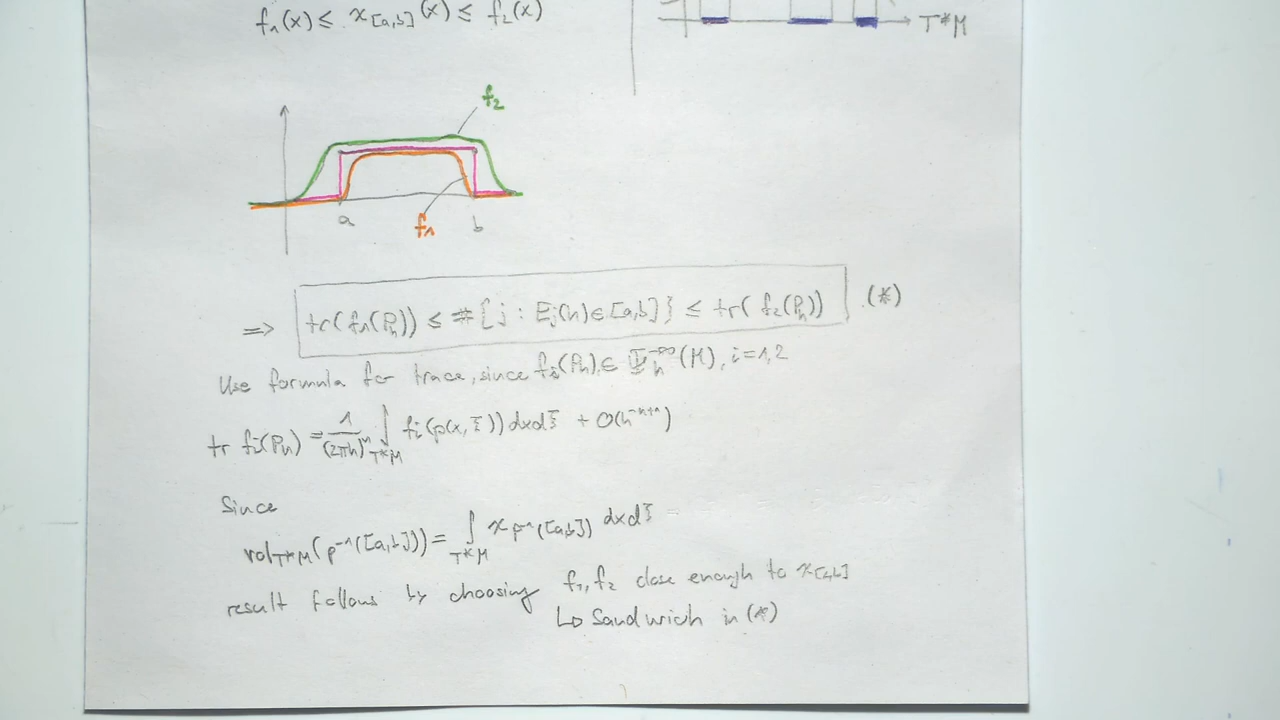 f₁(x) ≤ χ[a,b](x) ≤ f₂(x)
T*M
f₂
a
f₁
b
=> tr(f₁(Pₕ)) ≤ #{j : Eⱼ(h) ∈ [a,b]} ≤ tr(f₂(Pₕ)) (*)
Use formula for trace, since fᵢ(Pₕ) ∈ Ψₕ^-∞(M), i=1,2
tr fᵢ(Pₕ) = 1/(2πh)ⁿ ∫T*M fᵢ(p(x,ξ)) dxdξ + O(h^-n+1)
Since
vol_T*M(p⁻¹([a,b])) = ∫T*M χ p⁻¹([a,b]) dxdξ
result follows by choosing f₁, f₂ close enough to χ[a,b]
↳ Sandwich in (*)